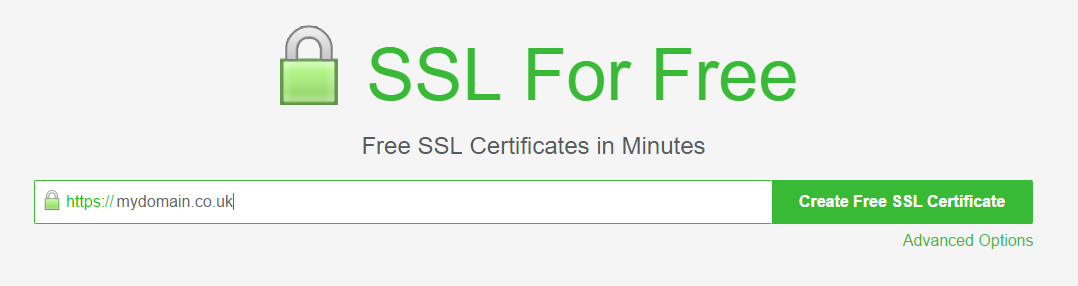 SSL For Free
Free SSL Certificates in Minutes
https:// mydomain.co.uk
Create Free SSL Certificate
Advanced Options